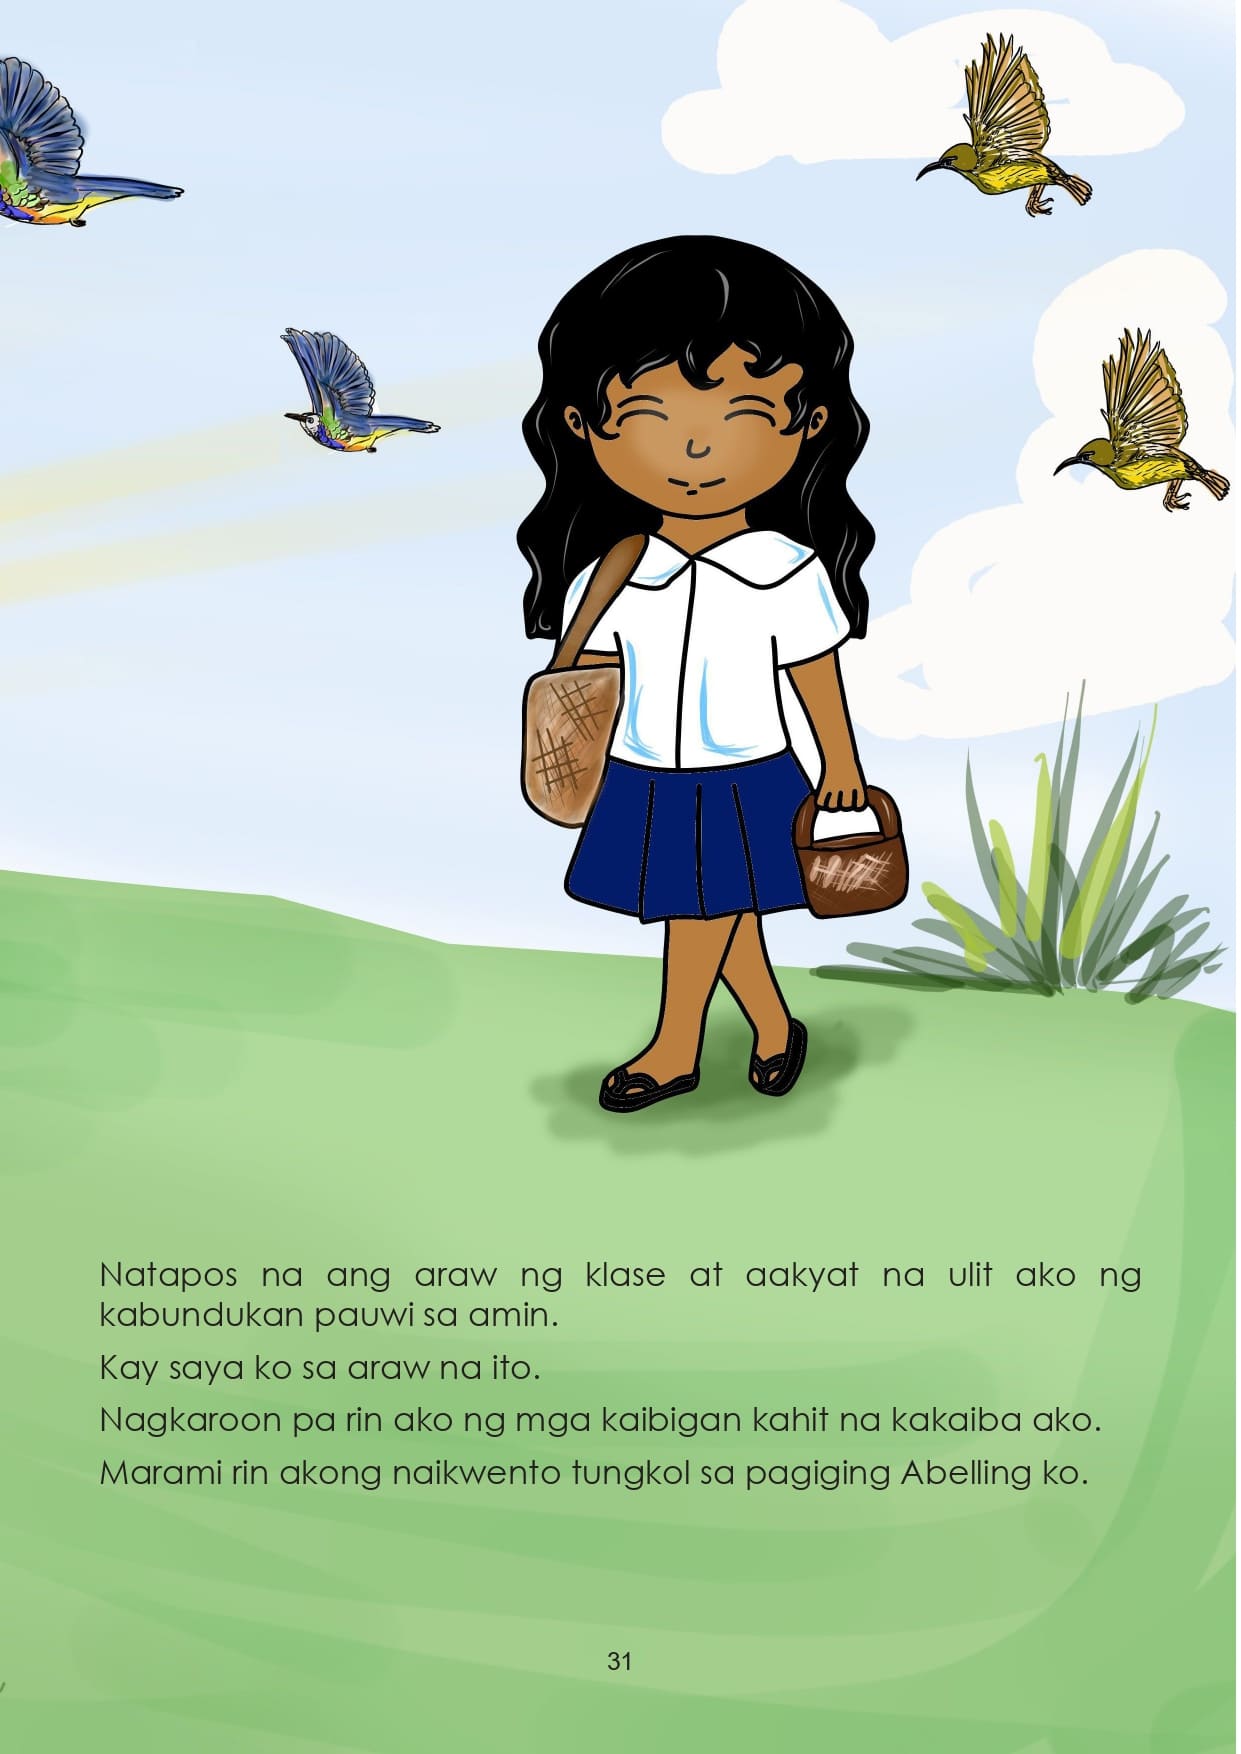 Natapos na ang araw ng klase at aakyat na ulit ako ng
kabundukan pauwi sa amin.
Kay saya ko sa araw na ito.
Nagkaroon pa rin ako ng mga kaibigan kahit na kakaiba ako.
Marami rin akong naikwento tungkol sa pagiging Abelling ko.
31